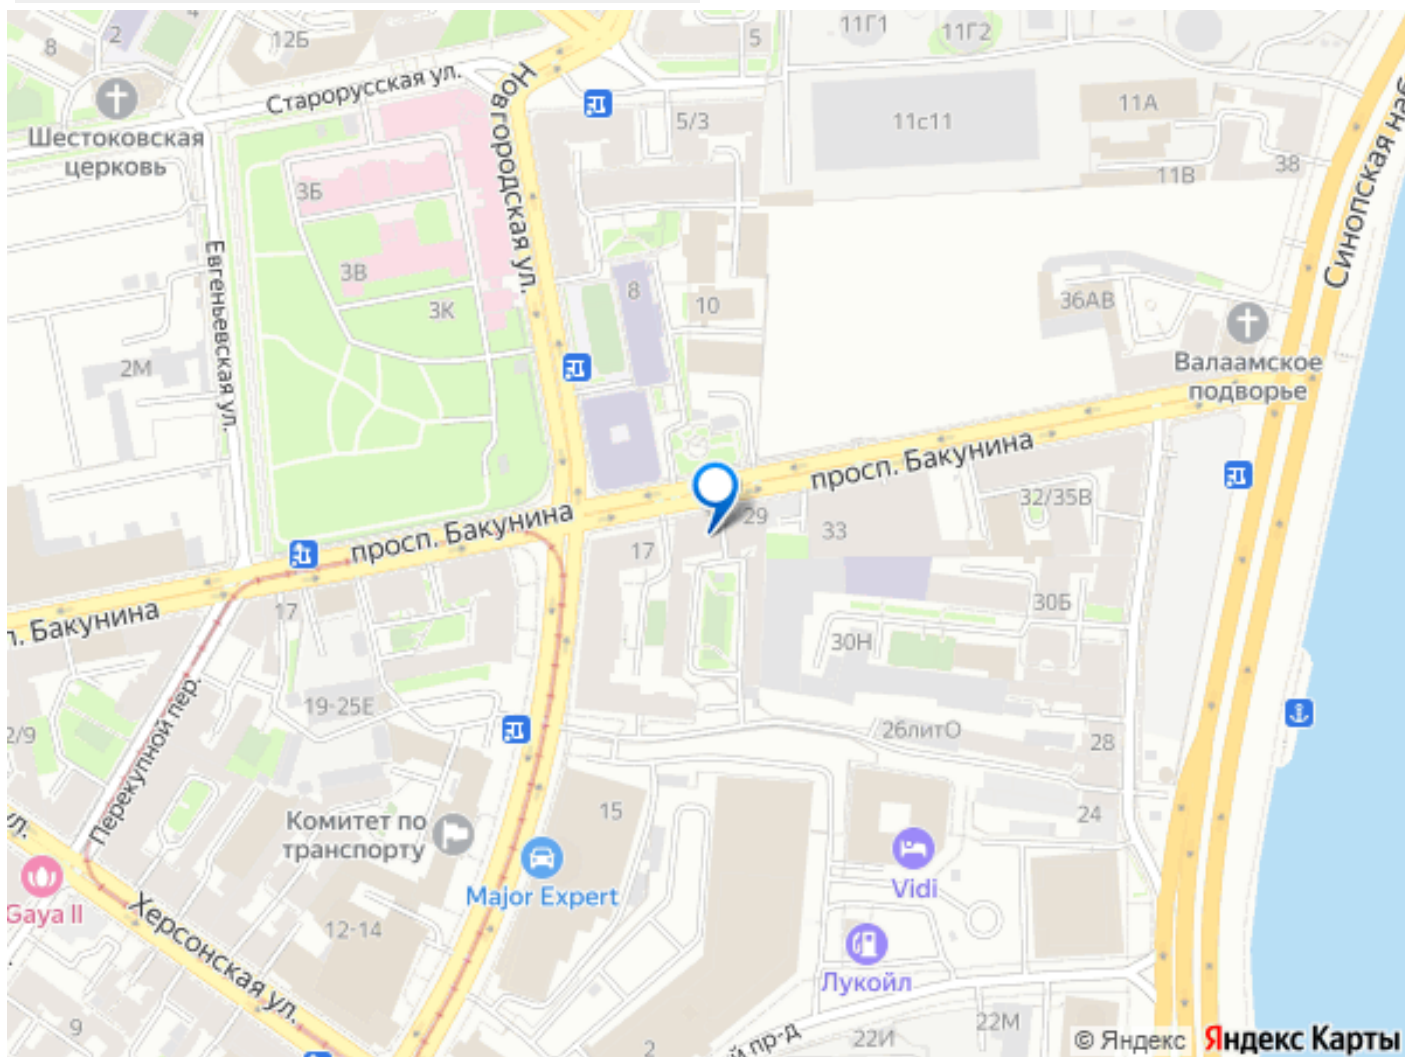 8
2
12Б
5
11Г1
11Г2
Старорусская ул.
Новгородская ул.
5/3
11с11
11А
Шестоковская
церковь
3Б
11В
38
Синопская наб
Евгеньевская ул.
3В
8
3К
10
36АВ
2М
Валаамское
подворье
просп. Бакунина
32/35В
просп. Бакунина
29
33
17
17
30Б
30Н
п. Бакунина
Перекупной пер.
19-25Е
2/9
26литО
28
24
ул.
Комитет по
транспорту
15
Major Expert
Vidi
Gaya II
Херсонская ул.
12-14
Лукойл
9
2
й пр-д
22И
22М
© Яндекс
Яндекс Карты